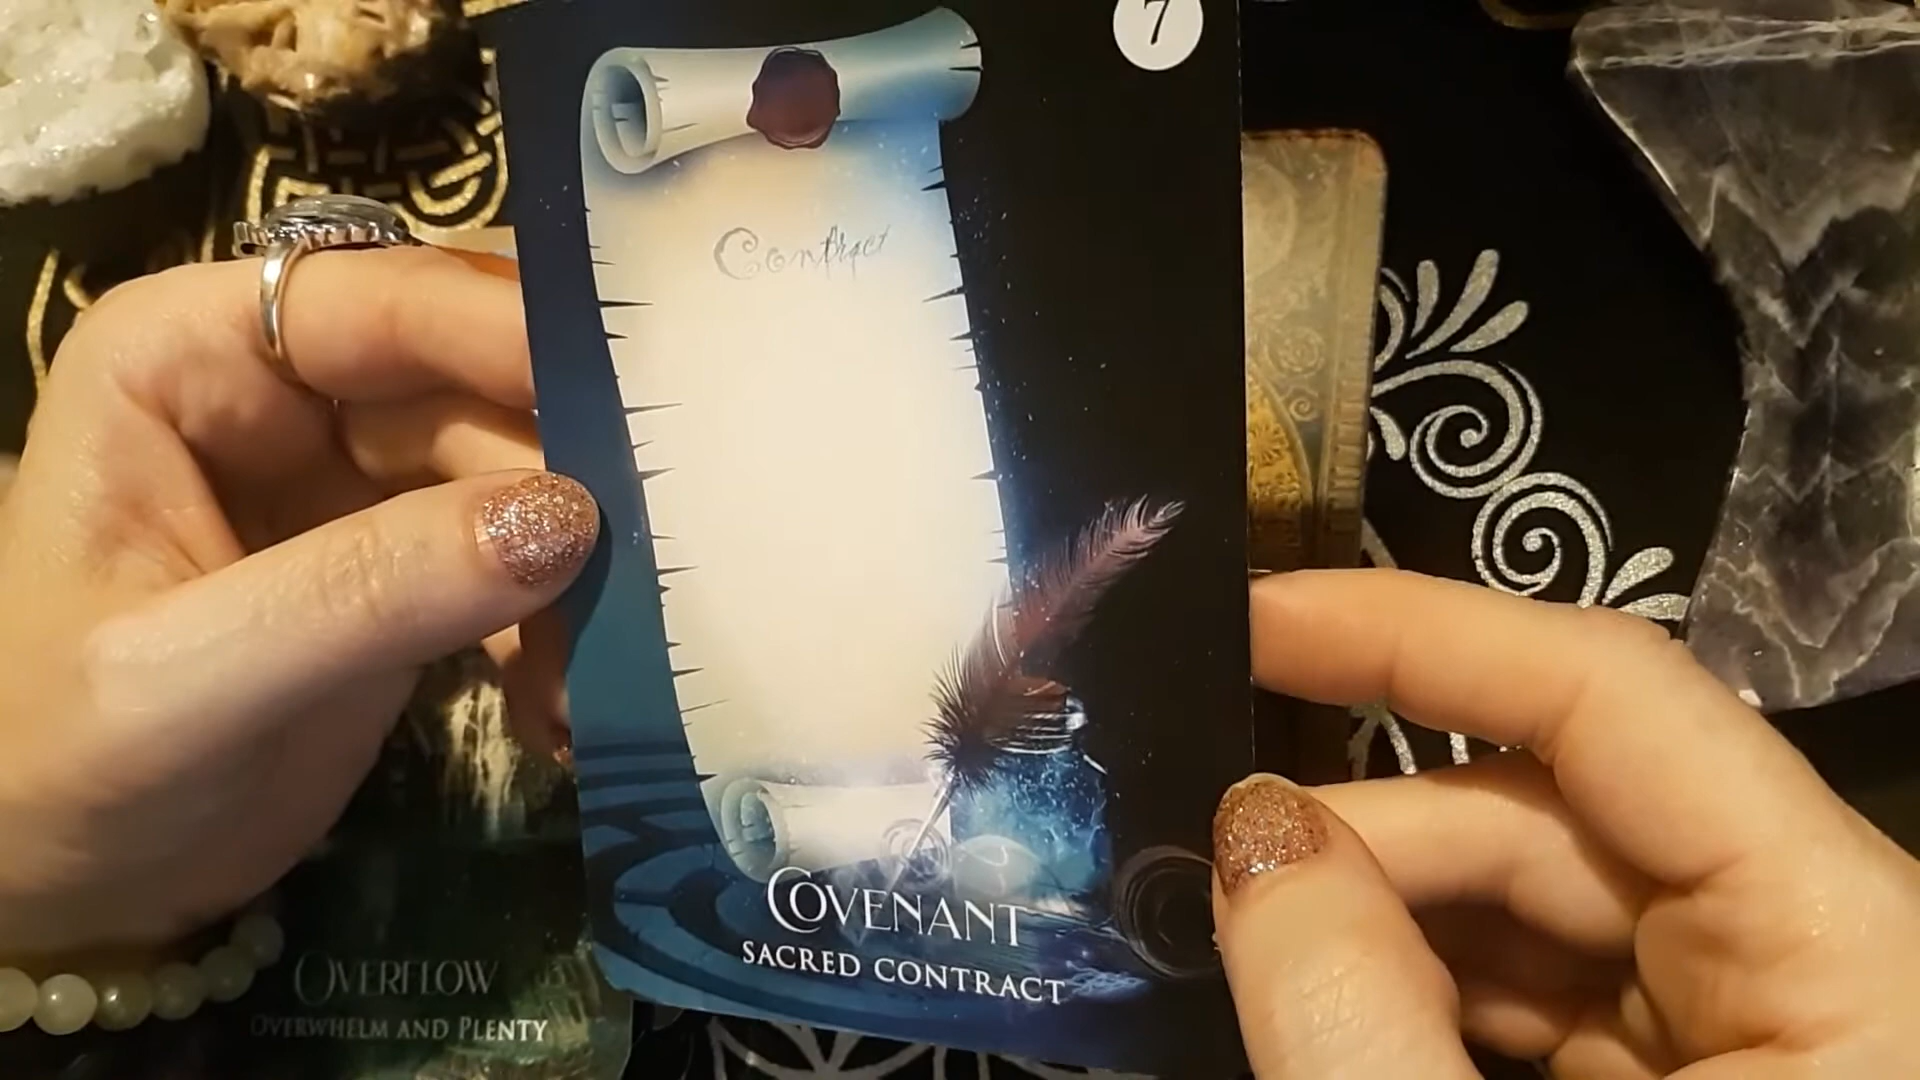 7
Contract
COVENANT
SACRED CONTRACT
OVERFLOW
OVERWHELM AND PLENTY